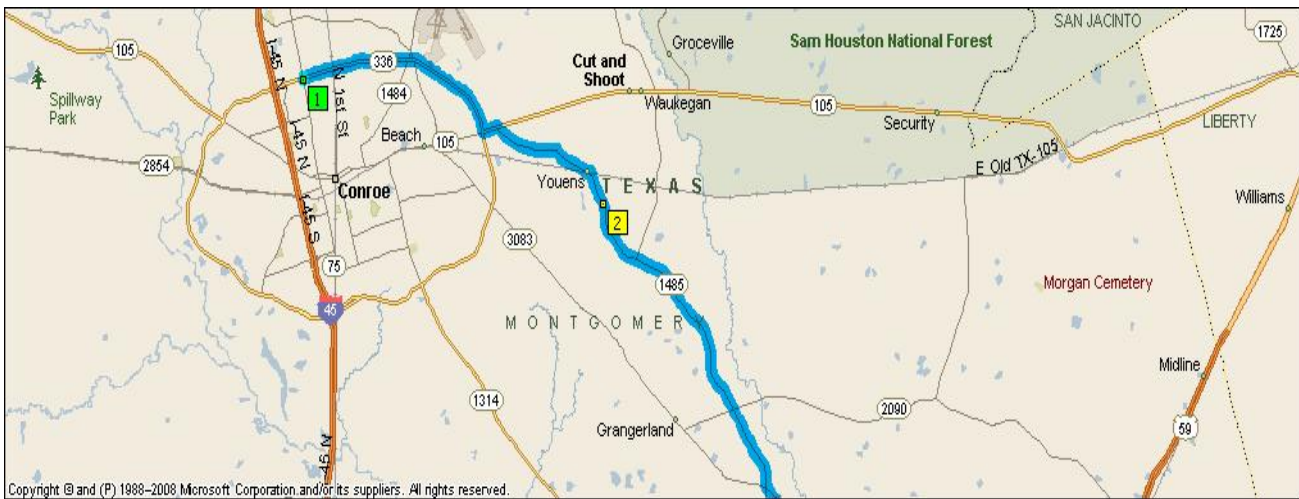 SAN JACINTO
1725
105
I-45 N
336
Groceville
Sam Houston National Forest
Cut and
Shoot
1
N 1st St
1484
Waukegan
105
Spillway
Park
Security
LIBERTY
I-45 N
Beach
105
E Old TX-105
2854
Conroe
Youens
TEXAS
Williams
2
I-45 S
3083
75
1485
Morgan Cemetery
45
MONTGOMERY
Midline
1314
2090
Grangerland
59
I-45 N
Copyright © and (P) 1988–2008 Microsoft Corporation and/or its suppliers. All rights reserved.